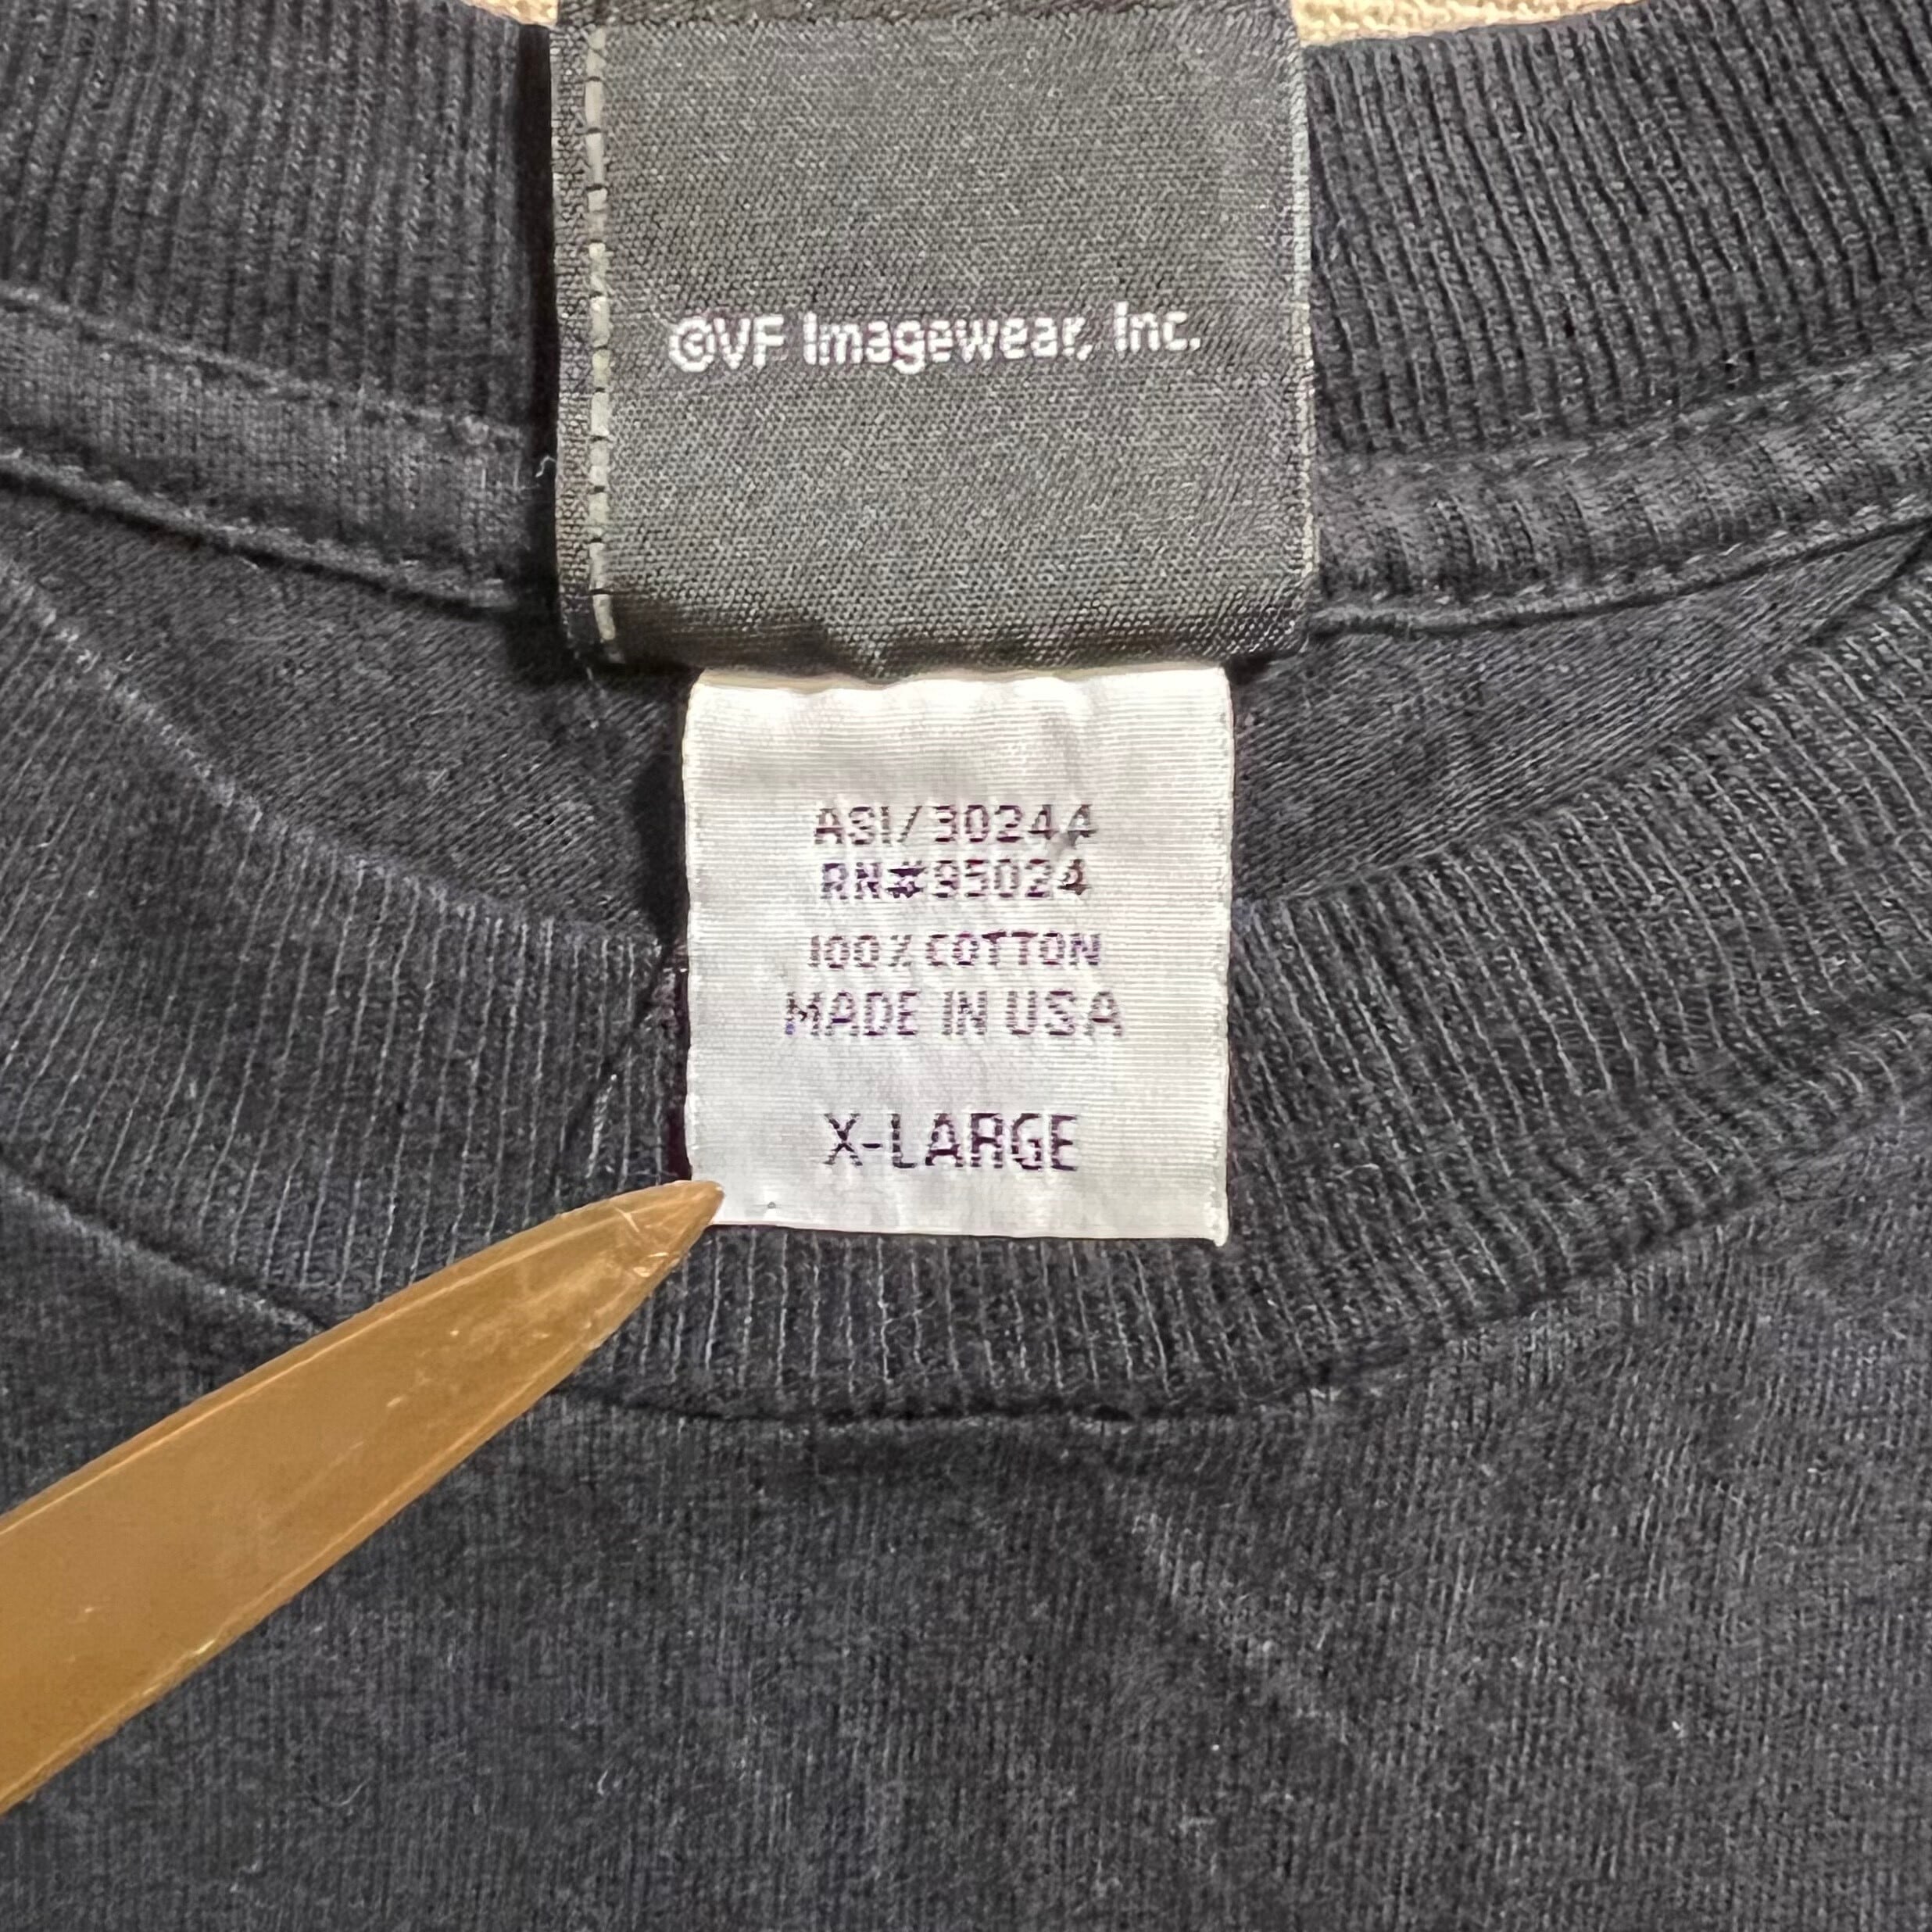 ©VF Imagewear, Inc.
ASI/30244
RN#95024
100% COTTON
MADE IN USA
X-LARGE